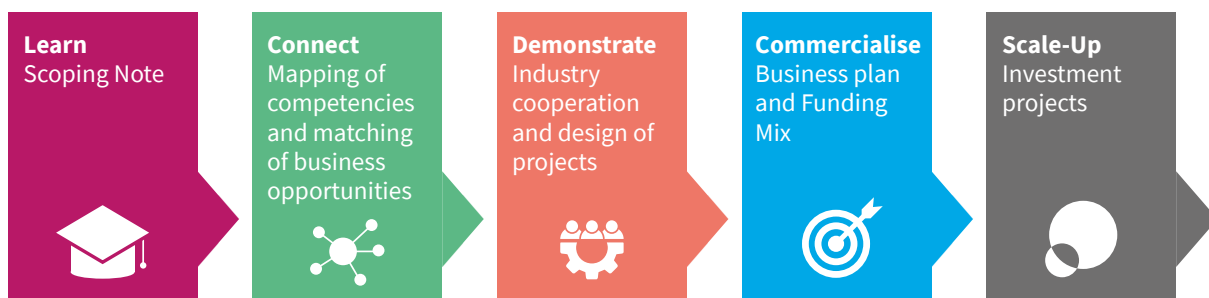 Learn
Scoping Note
Connect
Mapping of
competencies
and matching
of business
opportunities
Demonstrate
Industry
cooperation
and design of
projects
Commercialise
Business plan
and Funding
Mix
Scale-Up
Investment
projects